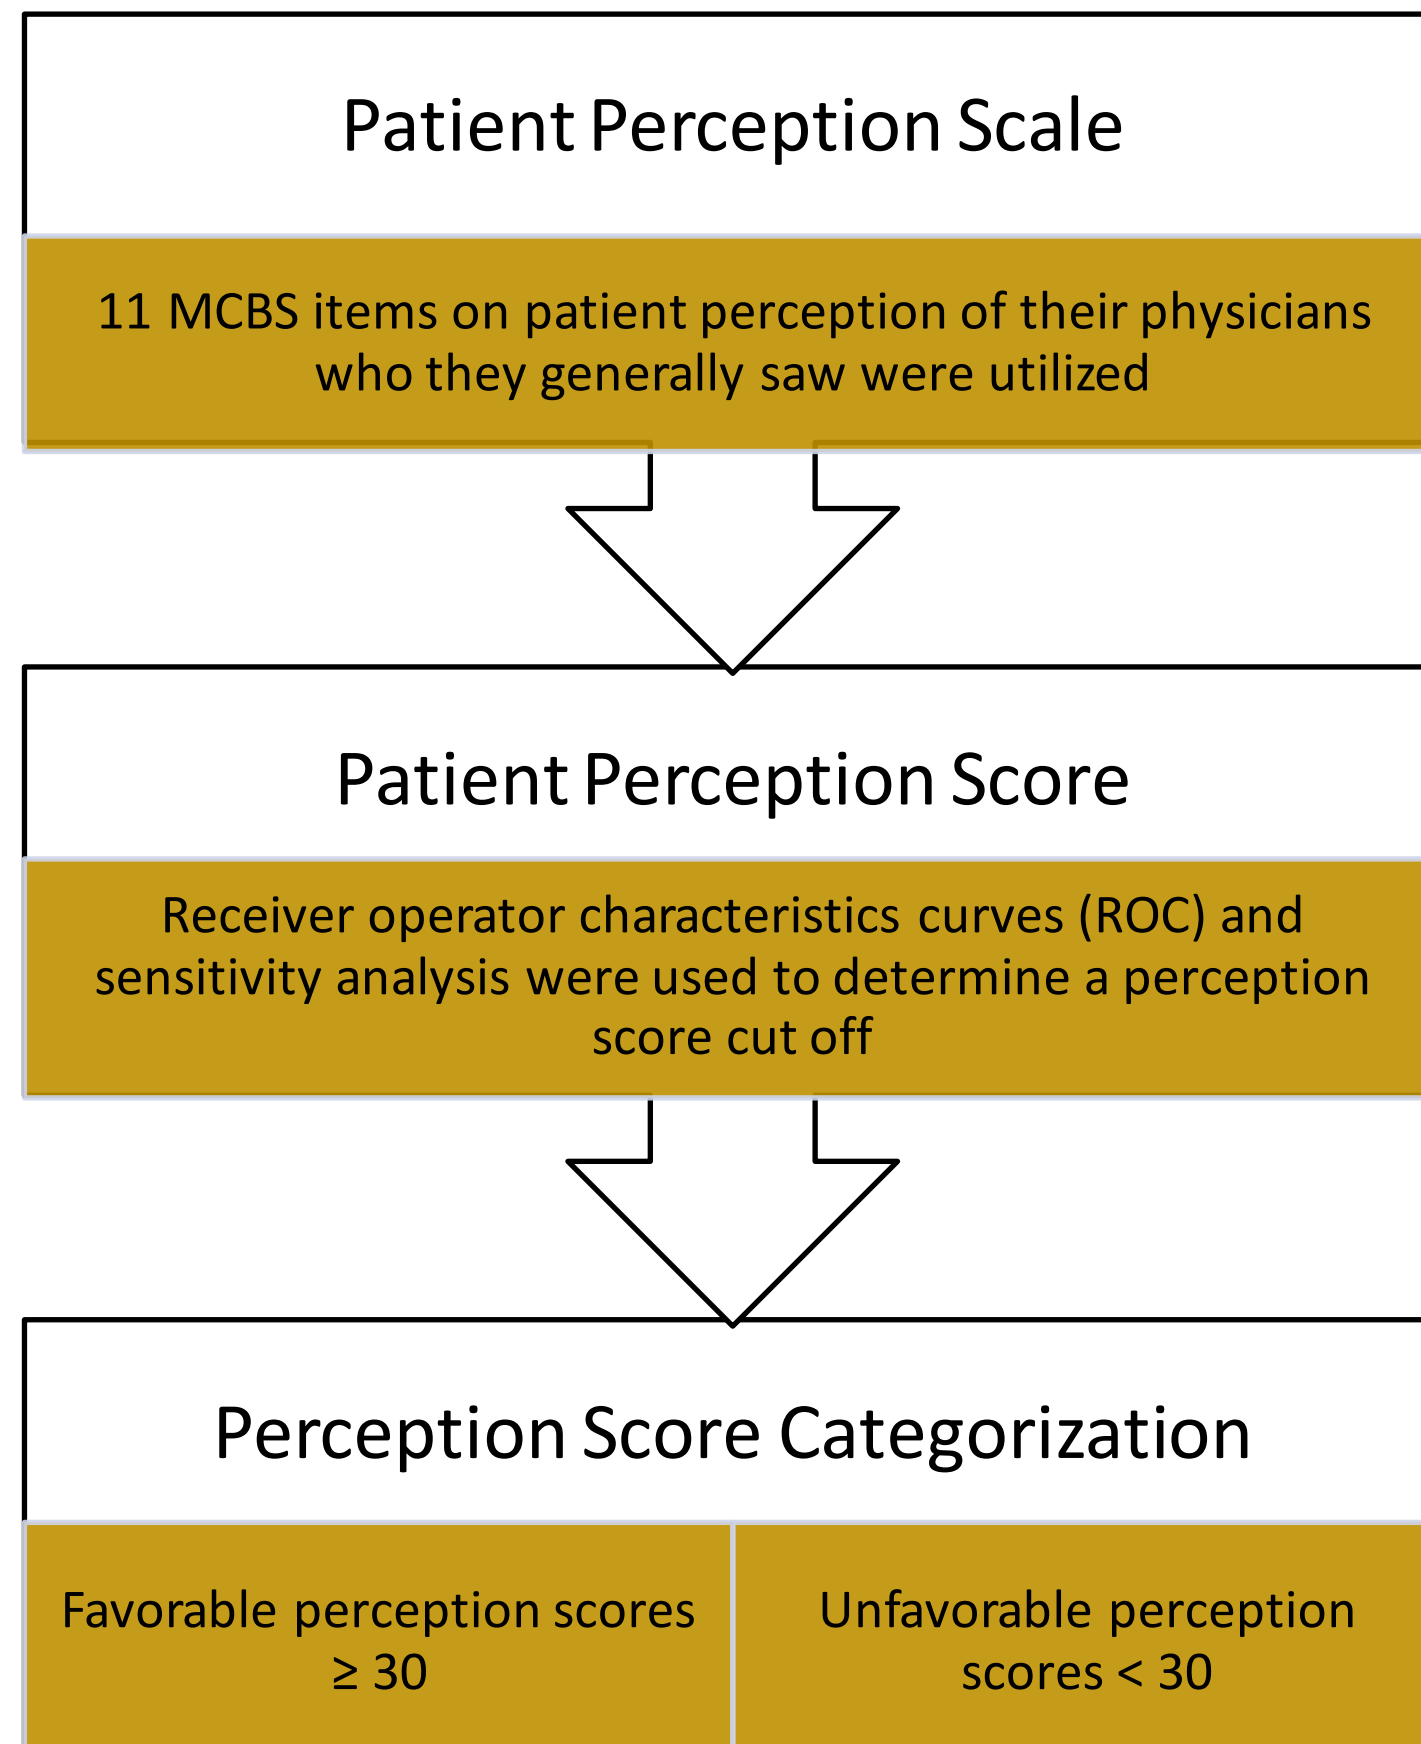 Patient Perception Scale
11 MCBS items on patient perception of their physicians
who they generally saw were utilized
Patient Perception Score
Receiver operator characteristics curves (ROC) and
sensitivity analysis were used to determine a perception
score cut off
Perception Score Categorization
Favorable perception scores
≥ 30
Unfavorable perception
scores < 30